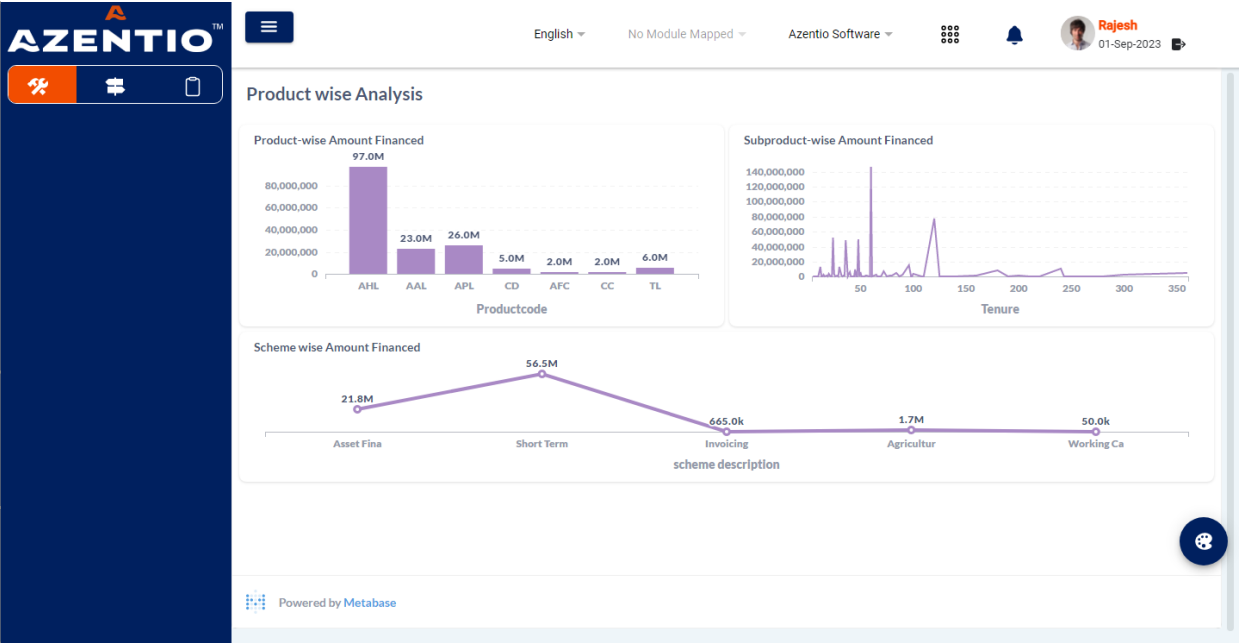 AZENTIO™
English
No Module Mapped
Azentio Software
Rajesh
01-Sep-2023
Product wise Analysis
Product-wise Amount Financed
97.0M
80,000,000
60,000,000
40,000,000
20,000,000
0
23.0M
26.0M
5.0M
2.0M
2.0M
6.0M
AHL AAL APL CD AFC CC TL
Productcode
Subproduct-wise Amount Financed
140,000,000
120,000,000
100,000,000
80,000,000
60,000,000
40,000,000
20,000,000
0
50 100 150 200 250 300 350
Tenure
Scheme wise Amount Financed
21.8M
56.5M
665.0k
1.7M
50.0k
Asset Fina Short Term Invoicing Agricultur Working Ca
scheme description
Powered by Metabase